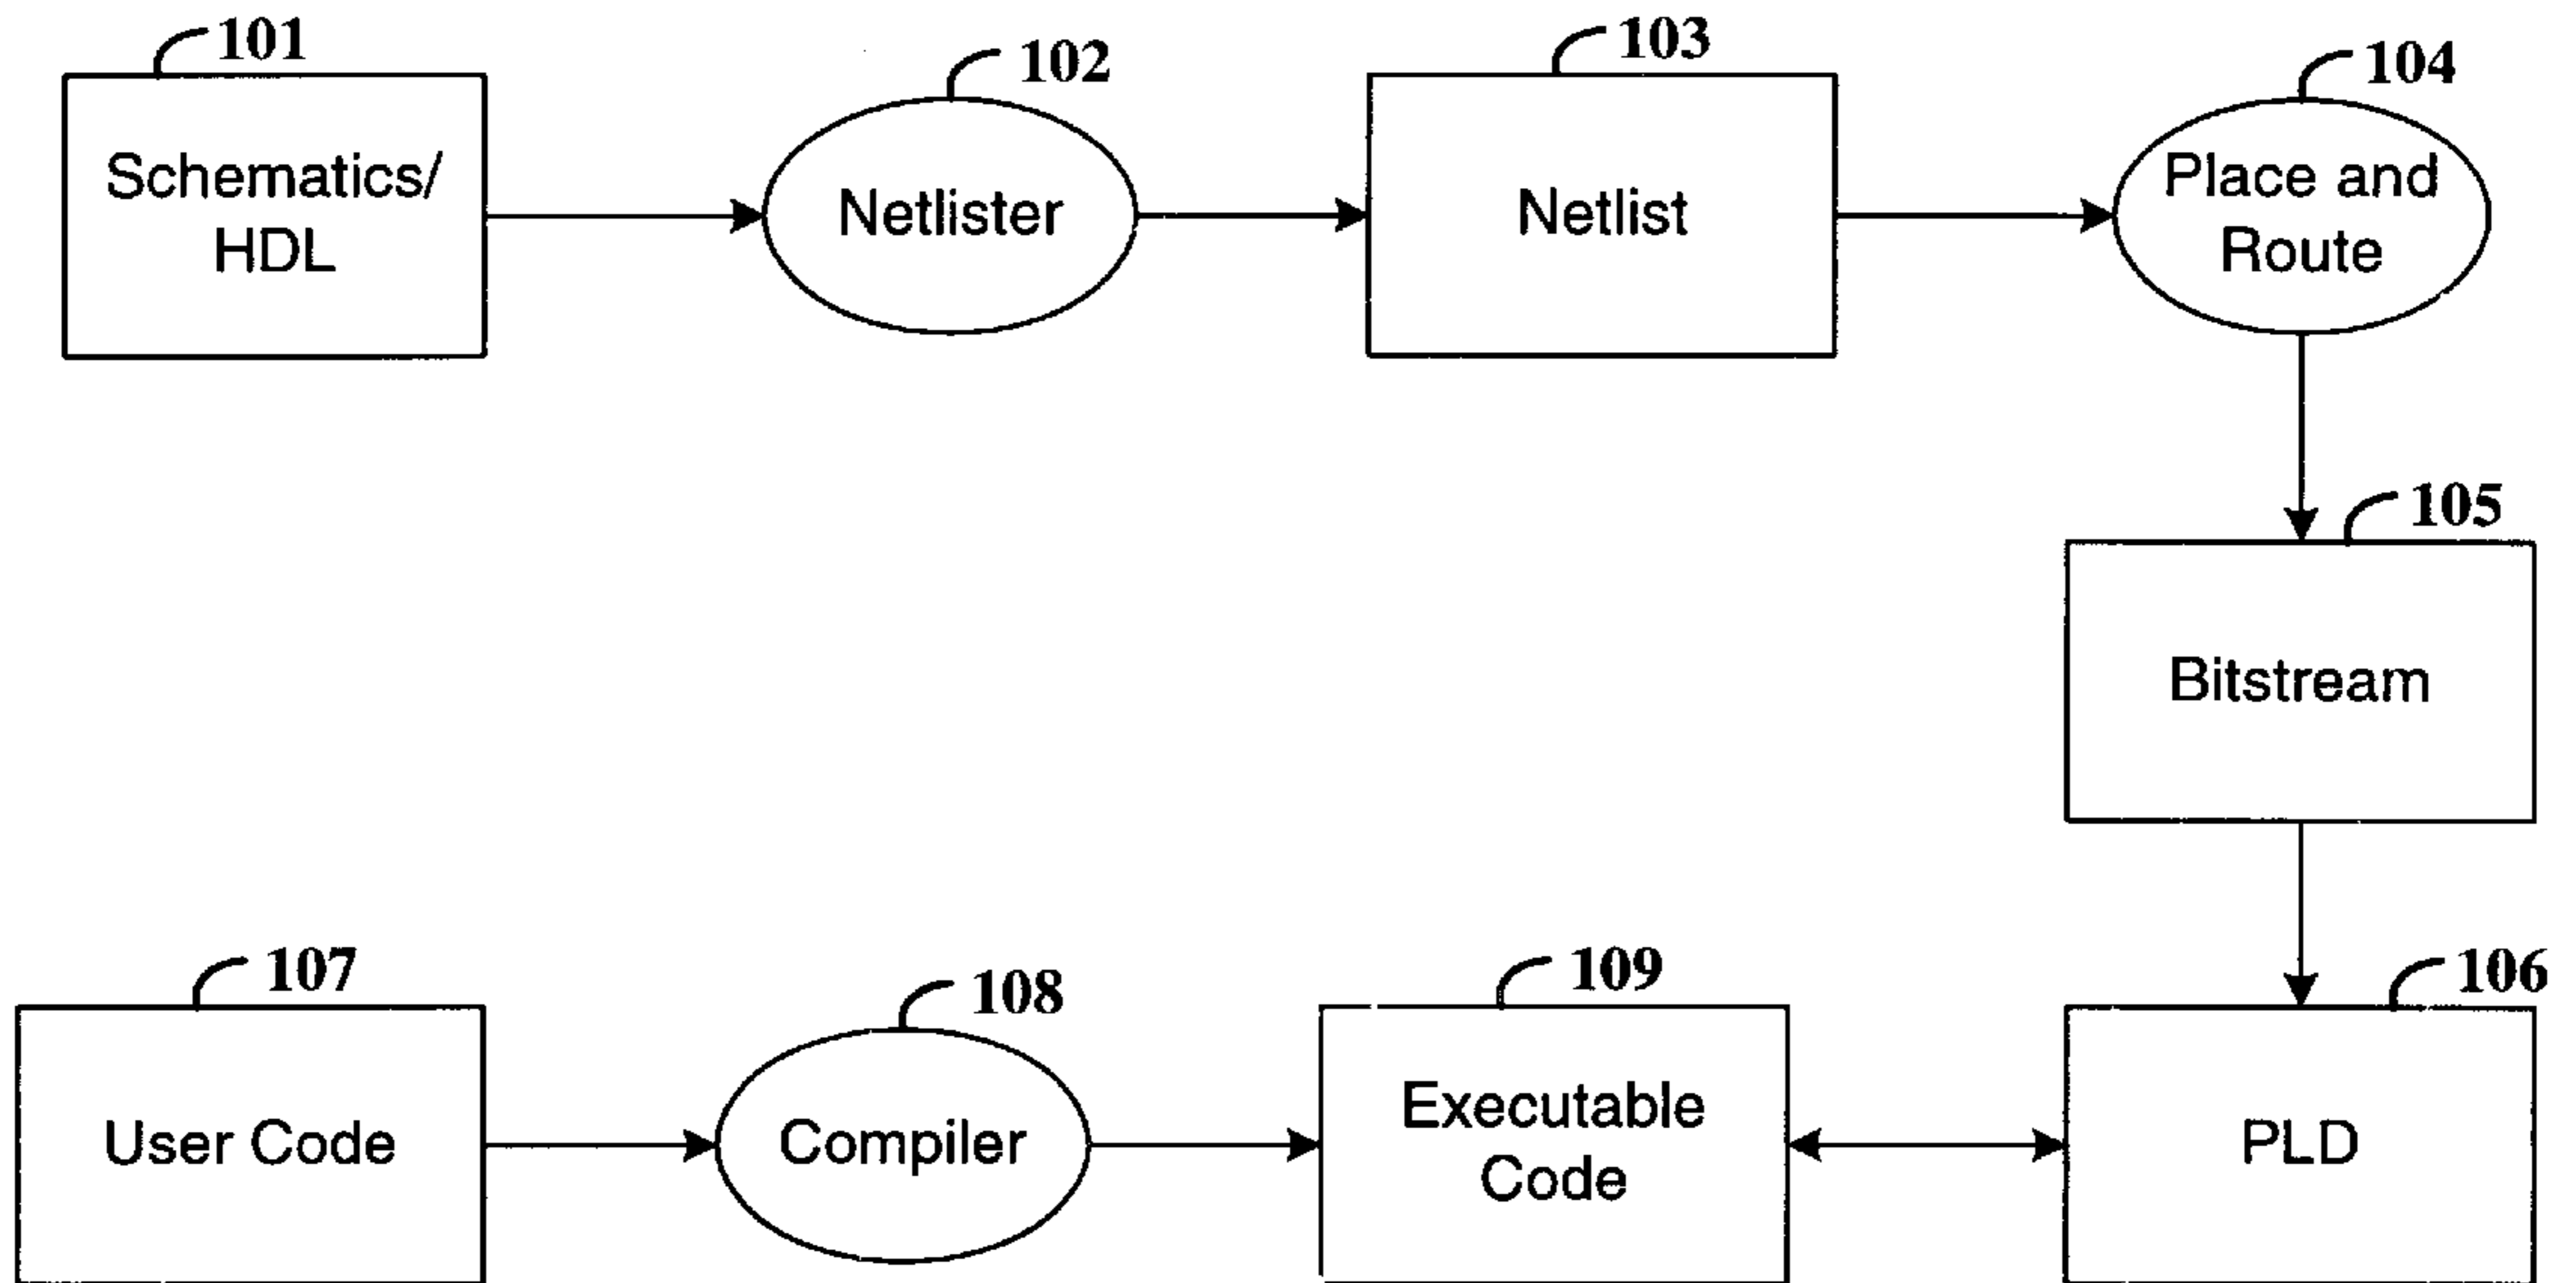 101
102
103
104
Schematics/
HDL
Netlister
Netlist
Place and
Route
105
Bitstream
107
108
109
106
User Code
Compiler
Executable
Code
PLD